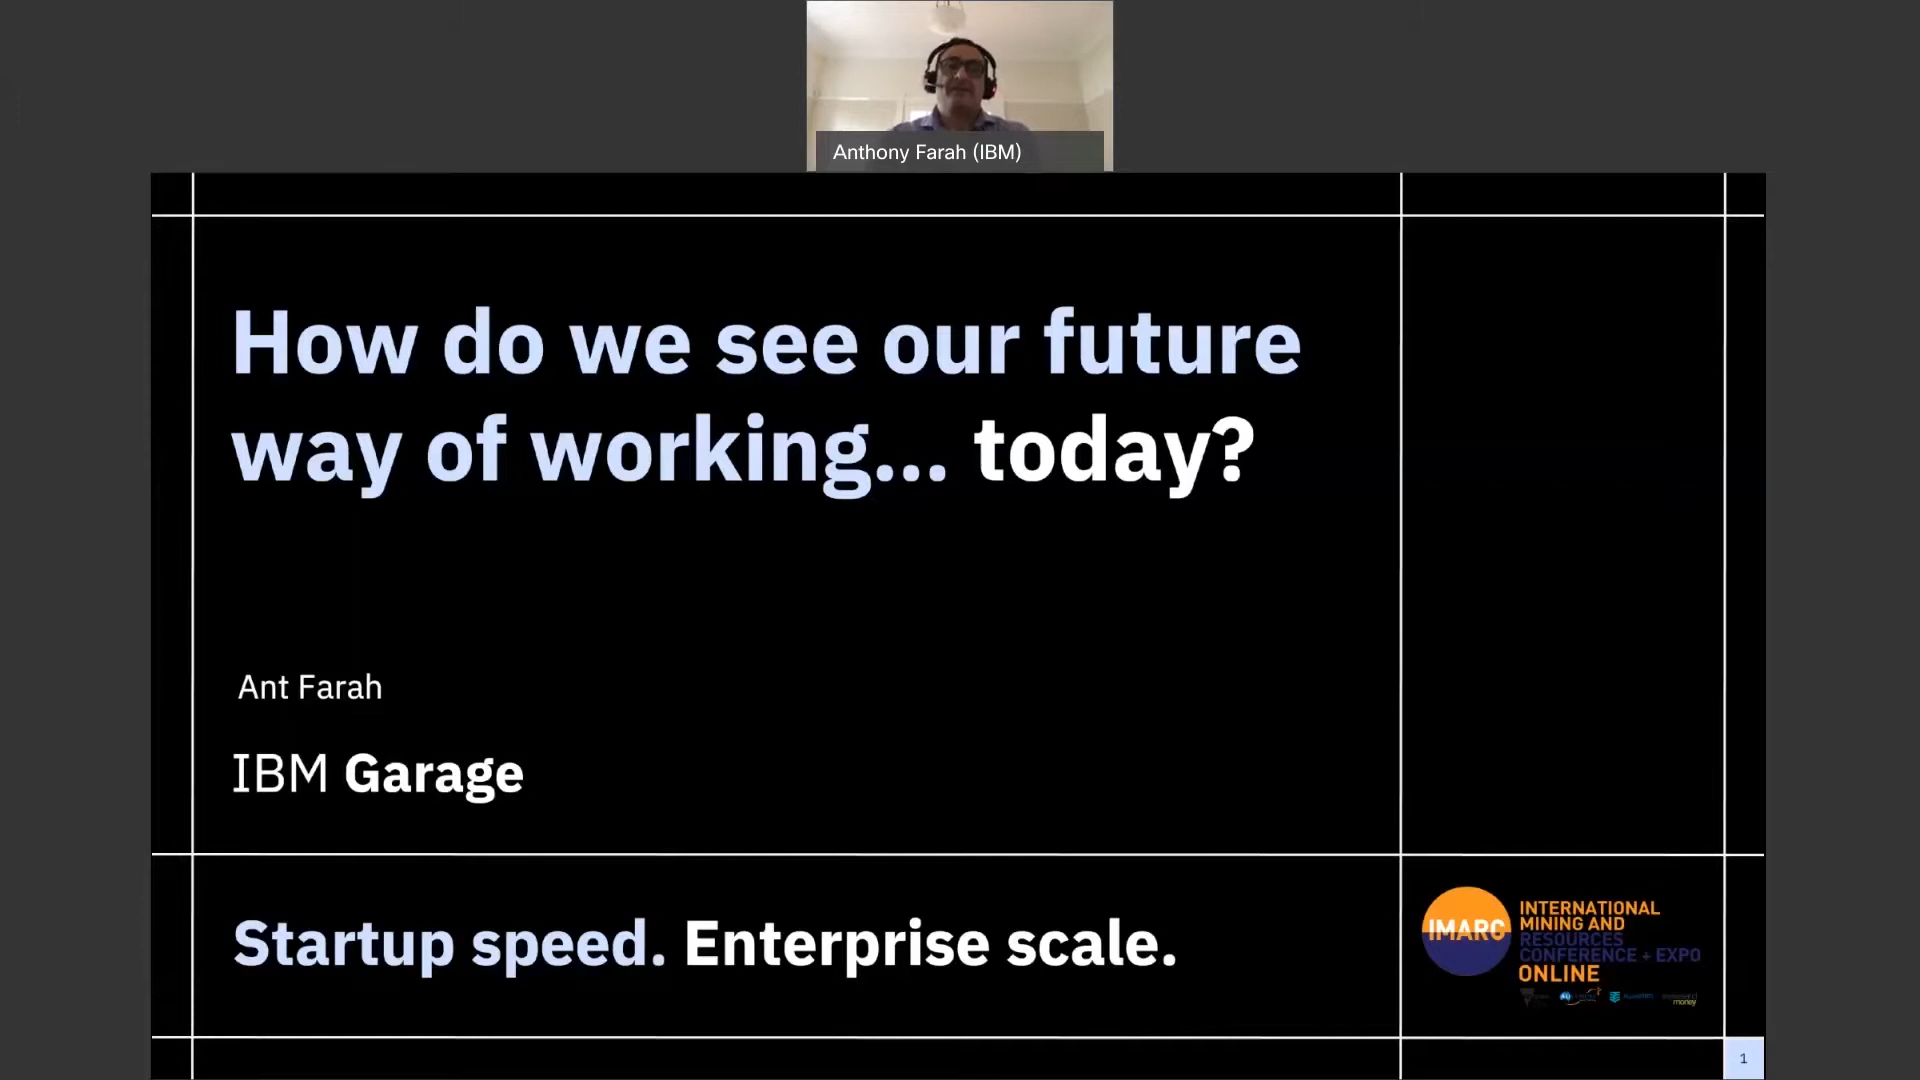 Anthony Farah (IBM)
How do we see our future
way of working... today?
Ant Farah
IBM Garage
Startup speed. Enterprise scale.
IMARC
INTERNATIONAL
MINING AND
RESOURCES
CONFERENCE + EXPO
ONLINE
money
1